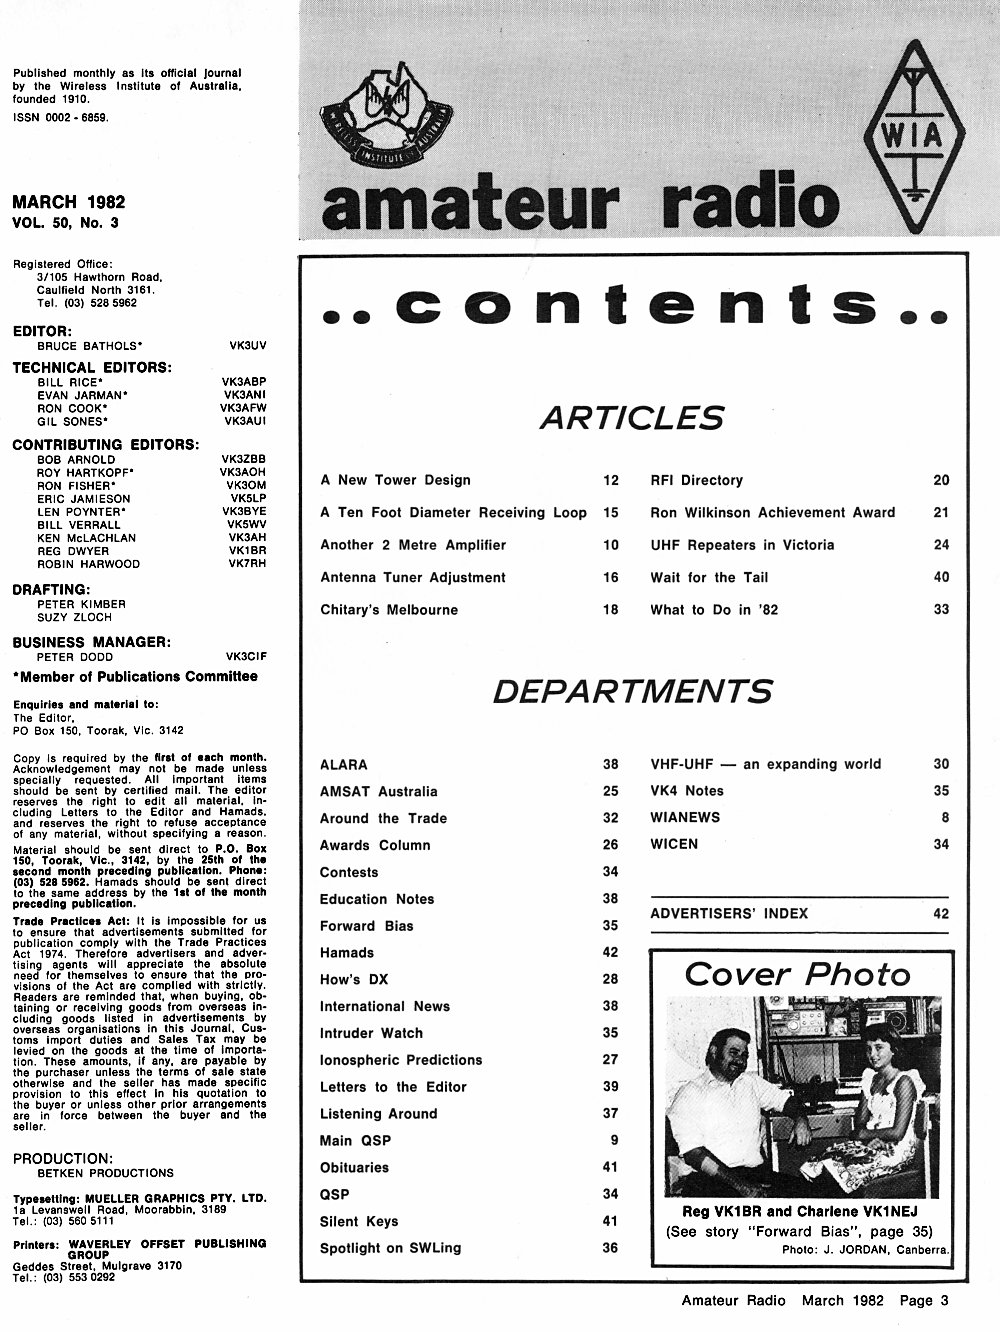 Published monthly as its official journal
by the Wireless Institute of Australia,
founded 1910.
ISSN 0002 - 6859.
MARCH 1982
VOL. 50, No. 3
Registered Office:
3/105 Hawthorn Road,
Caulfield North 3161.
Tel. (03) 528 5962
EDITOR:
BRUCE BATHOLS* VK3UV
TECHNICAL EDITORS:
BILL RICE* VK3ABP
EVAN JARMAN* VK3ANI
RON COOK* VK3AFW
GIL SONES* VK3AUI
CONTRIBUTING EDITORS:
BOB ARNOLD VK3ZBB
ROY HARTKOPF* VK3AOH
RON FISHER* VK3OM
ERIC JAMIESON VK5LP
LEN POYNTER* VK3BYE
BILL VERRALL VK5WV
KEN McLACHLAN VK3AH
REG DWYER VK1BR
ROBIN HARWOOD VK7RH
DRAFTING:
PETER KIMBER
SUZY ZLOCH
BUSINESS MANAGER:
PETER DODD VK3CIF
*Member of Publications Committee
Enquiries and material to:
The Editor,
PO Box 150, Toorak, Vic. 3142
Copy is required by the first of each month.
Acknowledgement may not be made unless
specially requested. All important items
should be sent by certified mail. The editor
reserves the right to edit all material, in-
cluding Letters to the Editor and Hamads,
and reserves the right to refuse acceptance
of any material, without specifying a reason.
Material should be sent direct to P.O. Box
150, Toorak, Vic., 3142, by the 25th of the
second month preceding publication. Phone:
(03) 528 5962. Hamads should be sent direct
to the same address by the 1st of the month
preceding publication.
Trade Practices Act: It is impossible for us
to ensure that advertisements submitted for
publication comply with the Trade Practices
Act 1974. Therefore advertisers and adver-
tising agents will appreciate the absolute
need for themselves to ensure that the pro-
visions of the Act are complied with strictly.
Readers are reminded that, when buying, ob-
taining or receiving goods from overseas in-
cluding goods listed in advertisements by
overseas organisations in this Journal, Cus-
toms import duties and Sales Tax may be
levied on the goods at the time of importa-
tion. These amounts, if any, are payable by
the purchaser unless the terms of sale state
otherwise and the seller has made specific
provision to this effect in his quotation to
the buyer or unless other prior arrangements
are in force between the buyer and the
seller.
PRODUCTION:
BETKEN PRODUCTIONS
Typesetting: MUELLER GRAPHICS PTY. LTD.
1a Levanswell Road, Moorabbin, 3189
Tel.: (03) 560 5111
Printers: WAVERLEY OFFSET PUBLISHING
GROUP
Geddes Street, Mulgrave 3170
Tel.: (03) 553 0292
WIRELESS INSTITUTE OF AUSTRALIA
WIA
amateur radio
..contents..
ARTICLES
A New Tower Design 12
A Ten Foot Diameter Receiving Loop 15
Another 2 Metre Amplifier 10
Antenna Tuner Adjustment 16
Chitary's Melbourne 18
RFI Directory 20
Ron Wilkinson Achievement Award 21
UHF Repeaters in Victoria 24
Wait for the Tail 40
What to Do in '82 33
DEPARTMENTS
ALARA 38
AMSAT Australia 25
Around the Trade 32
Awards Column 26
Contests 34
Education Notes 38
Forward Bias 35
Hamads 42
How's DX 28
International News 38
Intruder Watch 35
Ionospheric Predictions 27
Letters to the Editor 39
Listening Around 37
Main QSP 9
Obituaries 41
QSP 34
Silent Keys 41
Spotlight on SWLing 36
VHF-UHF — an expanding world 30
VK4 Notes 35
WIANEWS 8
WICEN 34
ADVERTISERS' INDEX 42
Cover Photo
Reg VK1BR and Charlene VK1NEJ
(See story "Forward Bias", page 35)
Photo: J. JORDAN, Canberra.
Amateur Radio March 1982 Page 3